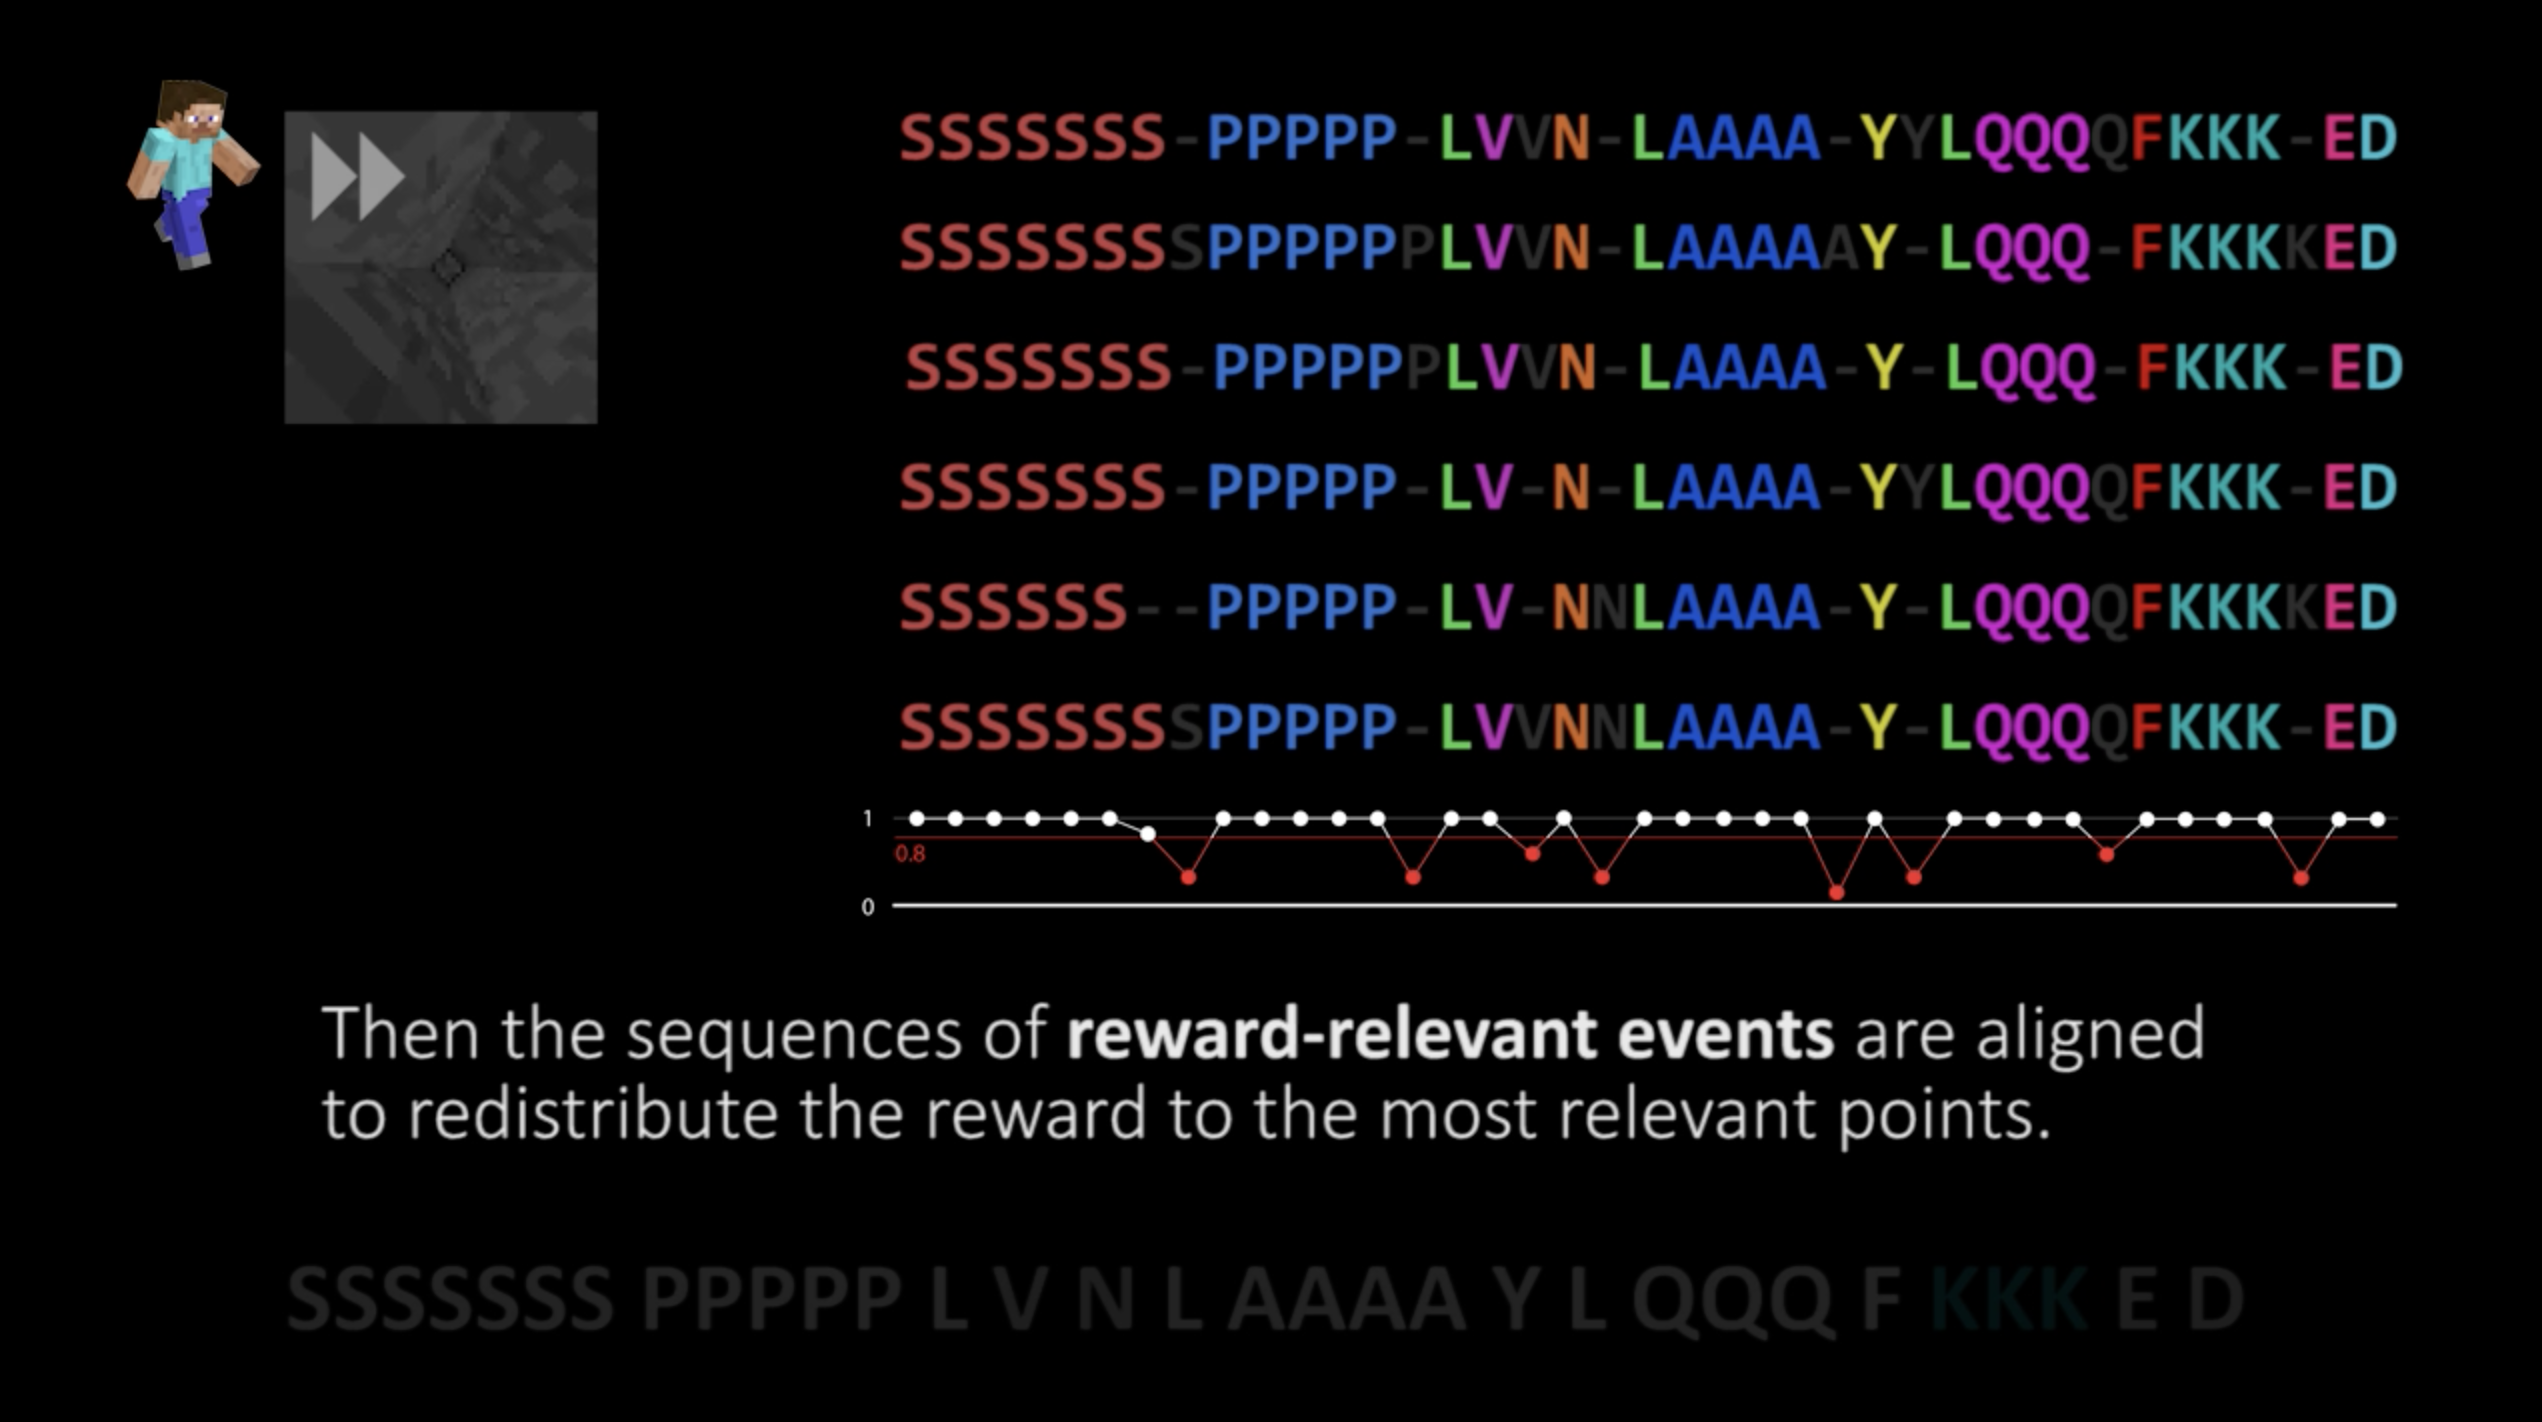 SSSSSSS-PPPPP-LVVN-LAAAA-YYLQQQQFKKK-ED
SSSSSSSSPPPPPPLVVN-LAAAAAY-LQQQ-FKKKKED
SSSSSSS-PPPPPPLVVN-LAAAA-Y-LQQQ-FKKK-ED
SSSSSSS-PPPPP-LV-N-LAAAA-YYLQQQQFKKK-ED
SSSSSS--PPPPP-LV-NNLAAAA-Y-LQQQQFKKKKED
SSSSSSSSPPPPP-LVVNNLAAAA-Y-LQQQQFKKK-ED
1
0.8
0
Then the sequences of reward-relevant events are aligned
to redistribute the reward to the most relevant points.
SSSSSSS PPPPP L V N L AAAA Y L QQQ F KKK E D